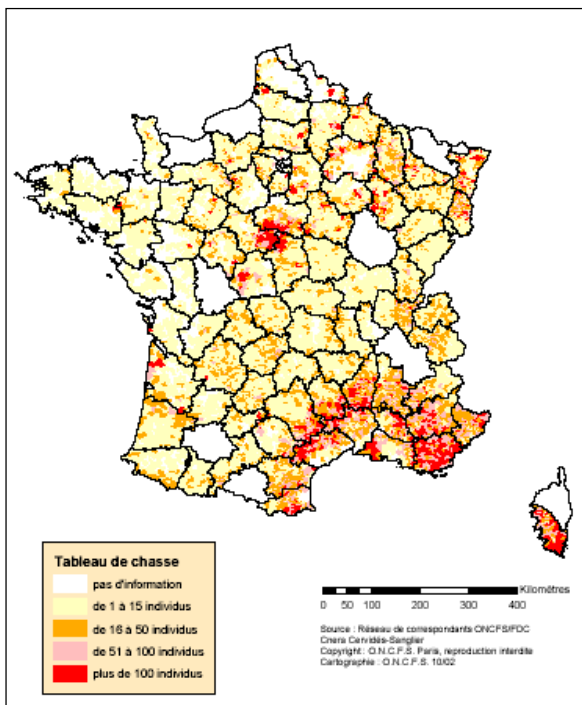 Tableau de chasse
pas d'information
de 1 à 15 individus
de 16 à 50 individus
de 51 à 100 individus
plus de 100 individus
Kilomètres
0 50 100 200 300 400
Source : Réseau de correspondants ONCFS/FDC
Cnera Cervidés-Sanglier
Copyright : O.N.C.F.S. Paris, reproduction interdite
Cartographie : O.N.C.F.S. 10/02